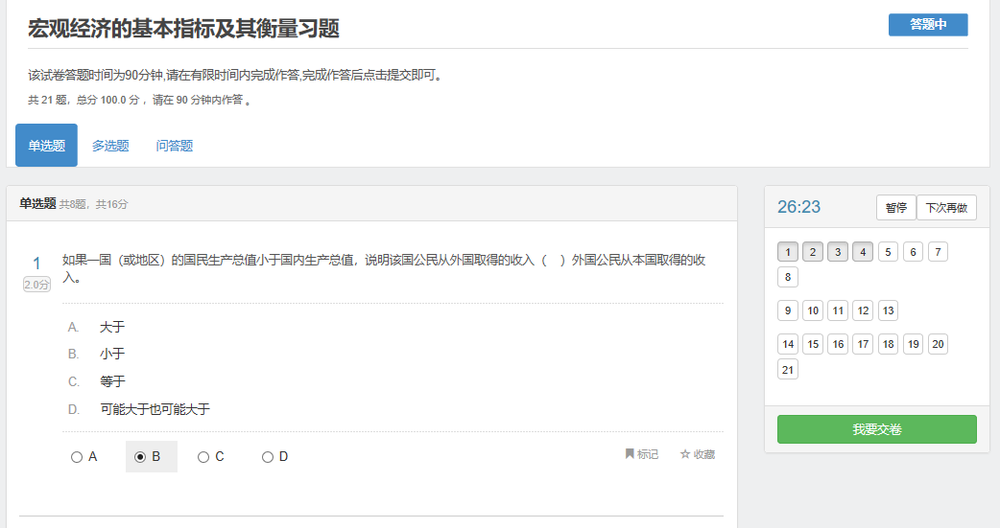 宏观经济的基本指标及其衡量习题
答题中
该试卷答题时间为90分钟,请在有限时间内完成作答,完成作答后点击提交即可。
共 21 题，总分 100.0 分 ，请在 90 分钟内作答 。
单选题 多选题 问答题
单选题 共8题，共16分
1
2.0分
如果一国（或地区）的国民生产总值小于国内生产总值，说明该国公民从外国取得的收入（ ）外国公民从本国取得的收
入。
A. 大于
B. 小于
C. 等于
D. 可能大于也可能大于
A B C D
标记 收藏
26:23 暂停 下次再做
1 2 3 4 5 6 7
8
9 10 11 12 13
14 15 16 17 18 19 20
21
我要交卷